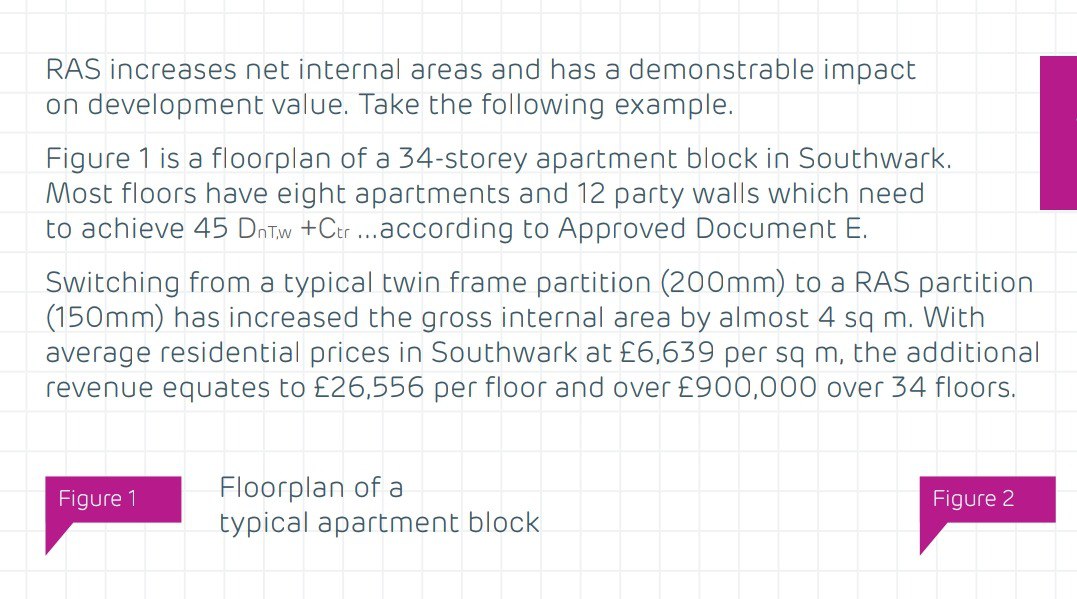 RAS increases net internal areas and has a demonstrable impact
on development value. Take the following example.
Figure 1 is a floorplan of a 34-storey apartment block in Southwark.
Most floors have eight apartments and 12 party walls which need
to achieve 45 DnT,w +Ctr ...according to Approved Document E.
Switching from a typical twin frame partition (200mm) to a RAS partition
(150mm) has increased the gross internal area by almost 4 sq m. With
average residential prices in Southwark at £6,639 per sq m, the additional
revenue equates to £26,556 per floor and over £900,000 over 34 floors.
Figure 1
Floorplan of a
typical apartment block
Figure 2